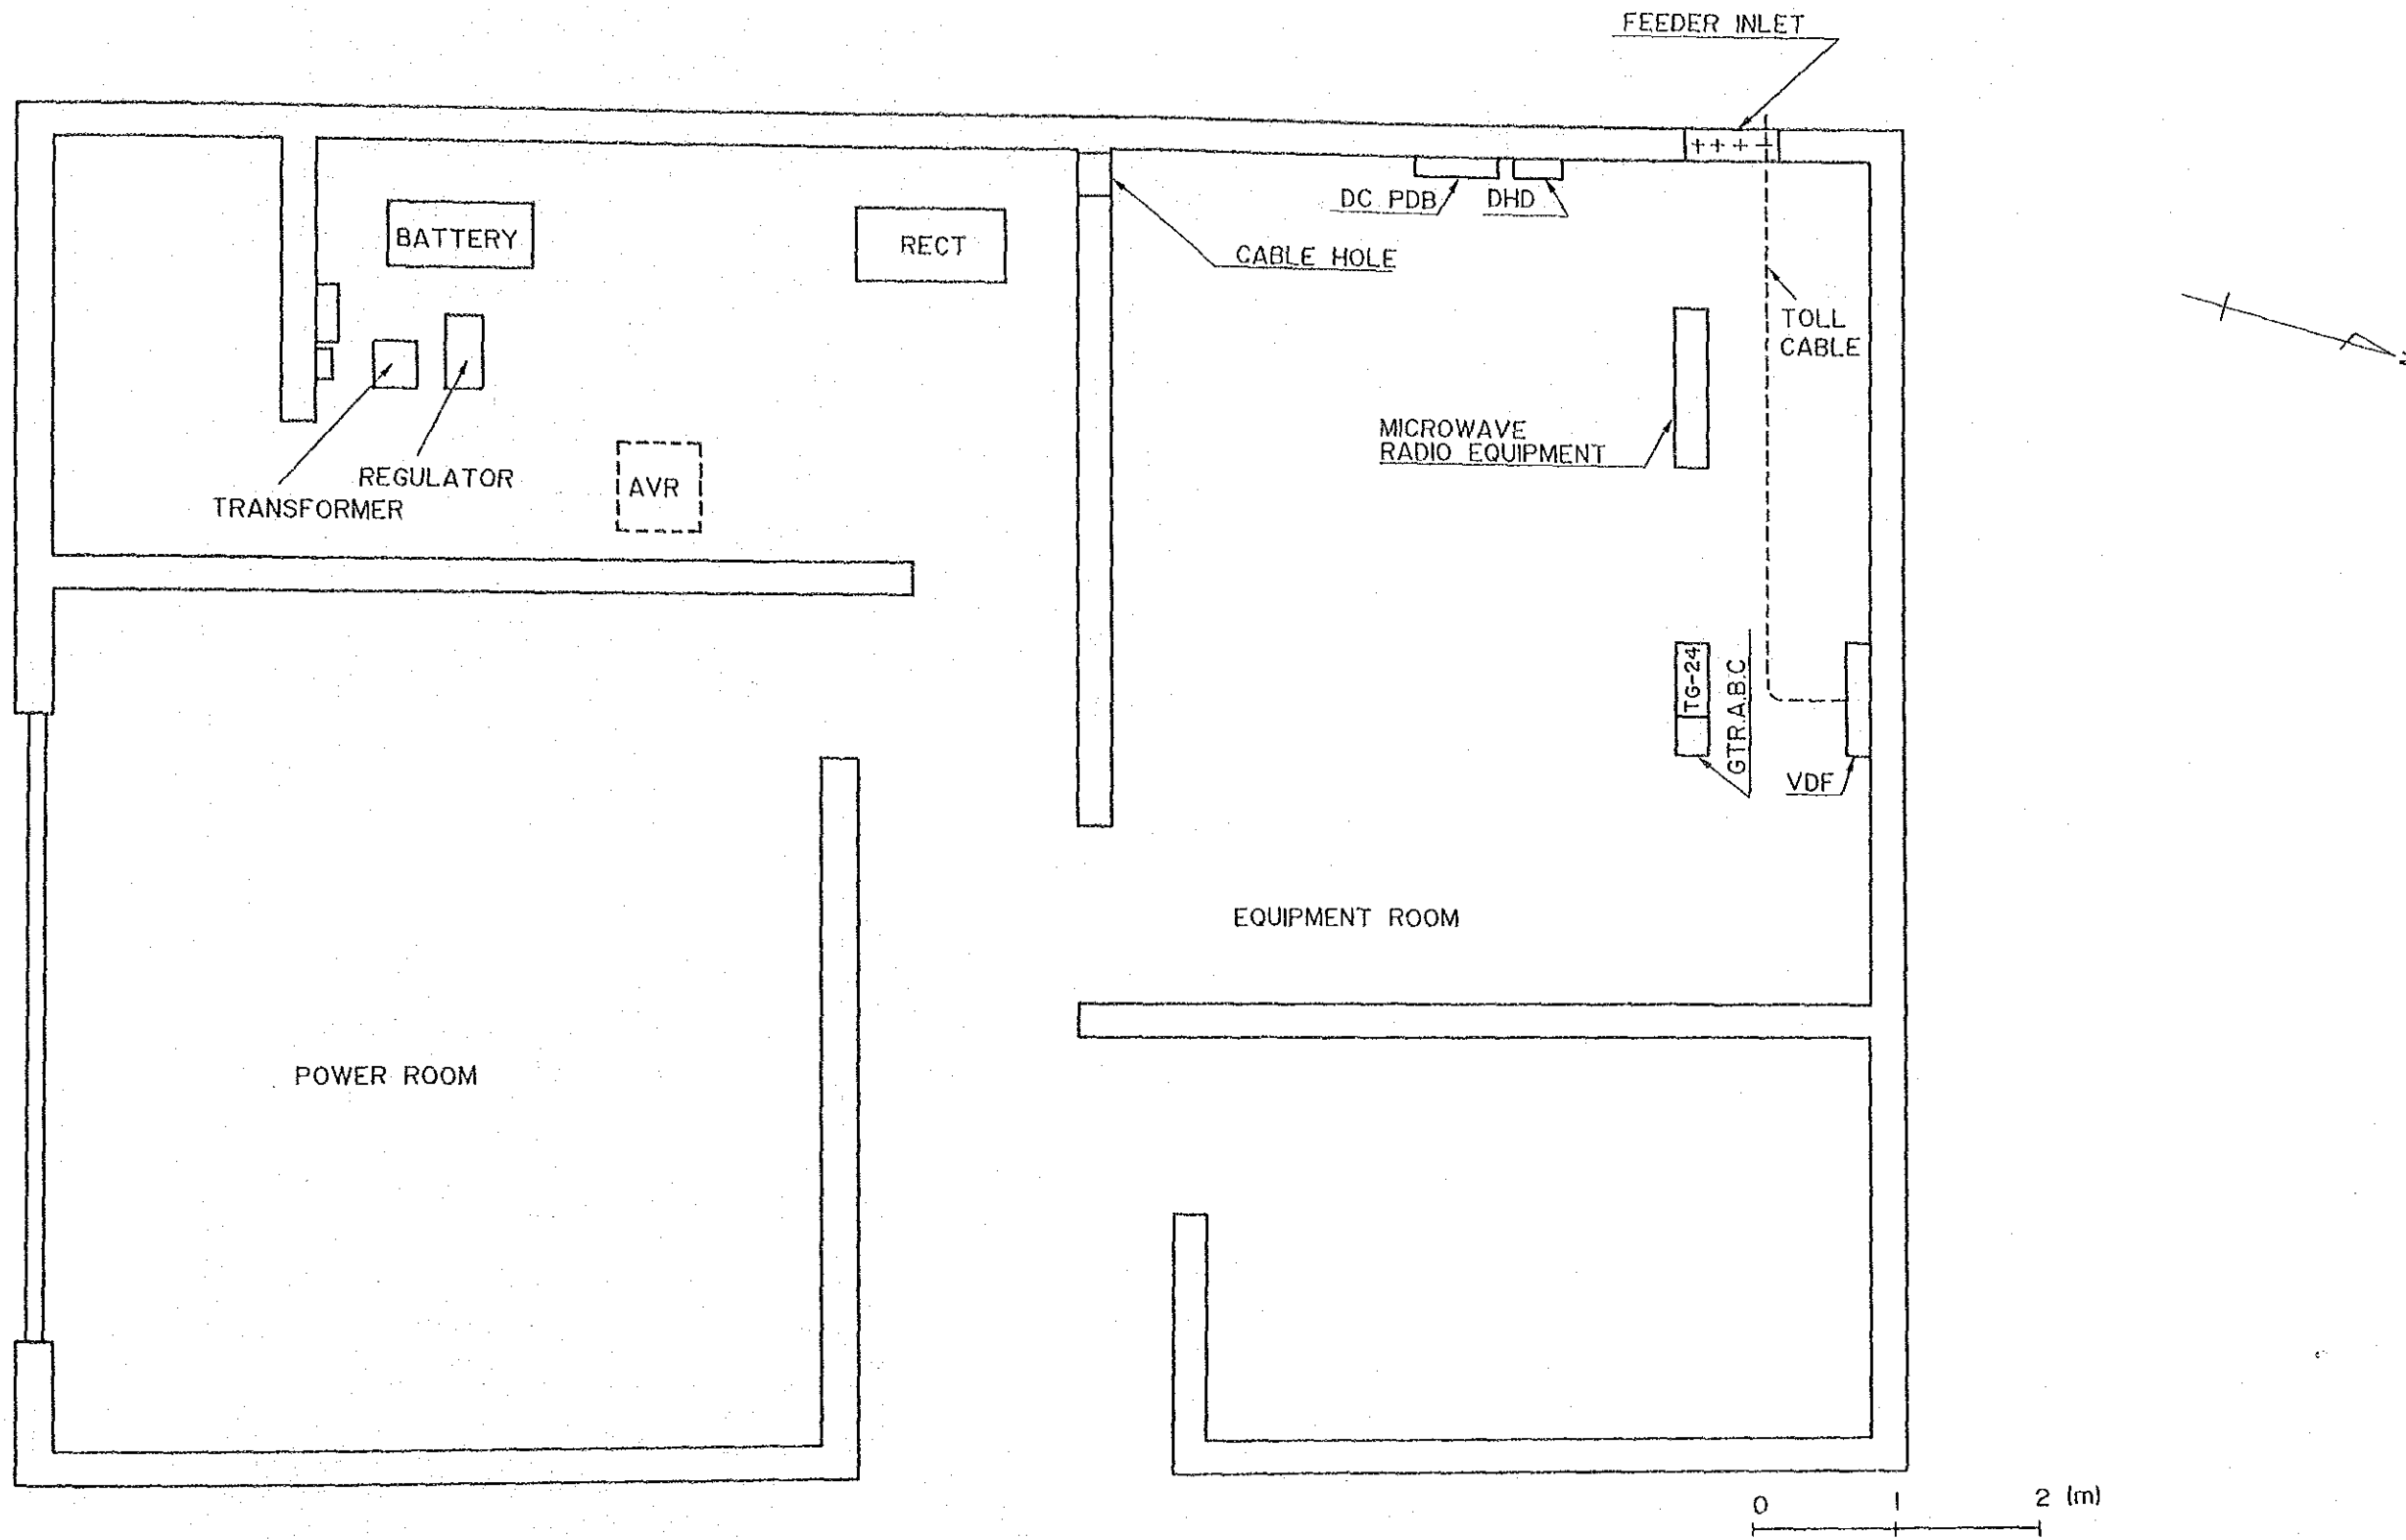 FEEDER INLET
++++
DC PDB
DHD
BATTERY
RECT
CABLE HOLE
TOLL
CABLE
N
MICROWAVE
RADIO EQUIPMENT
REGULATOR
TRANSFORMER
AVR
TG-24
GTR.A.B.C
VDF
EQUIPMENT ROOM
POWER ROOM
0 1 2 (m)